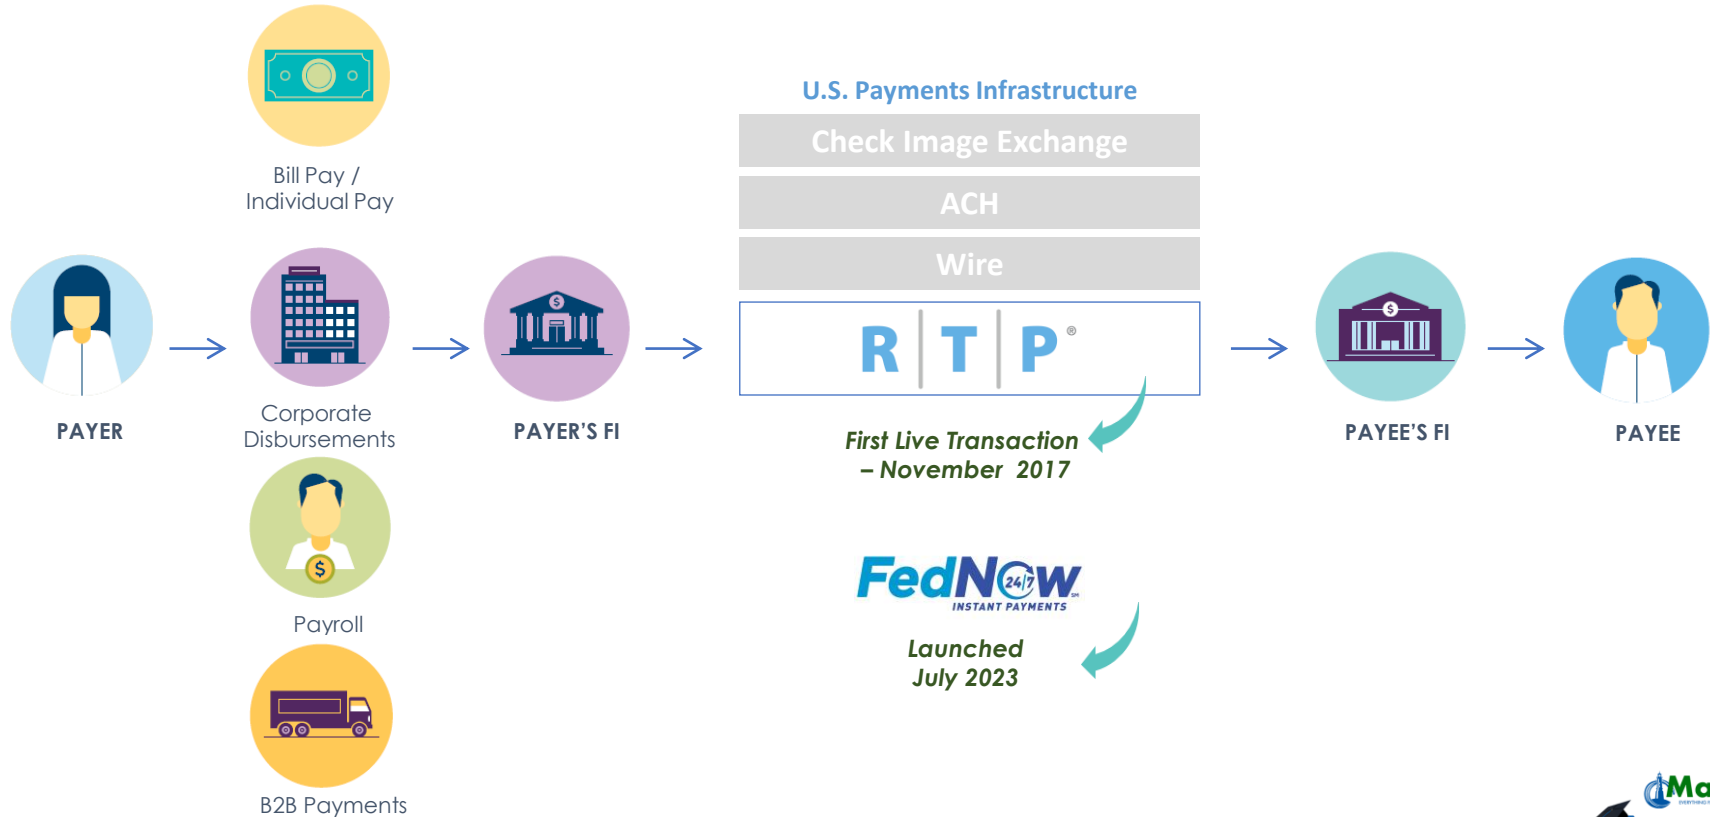 Bill Pay /
Individual Pay
U.S. Payments Infrastructure
Check Image Exchange
ACH
Wire
R T P ®
PAYER
Corporate
Disbursements
PAYER'S FI
First Live Transaction
– November 2017
PAYEE'S FI
PAYEE
$
$
$
Payroll
FedNow 24/7 SM
INSTANT PAYMENTS
Launched
July 2023
B2B Payments